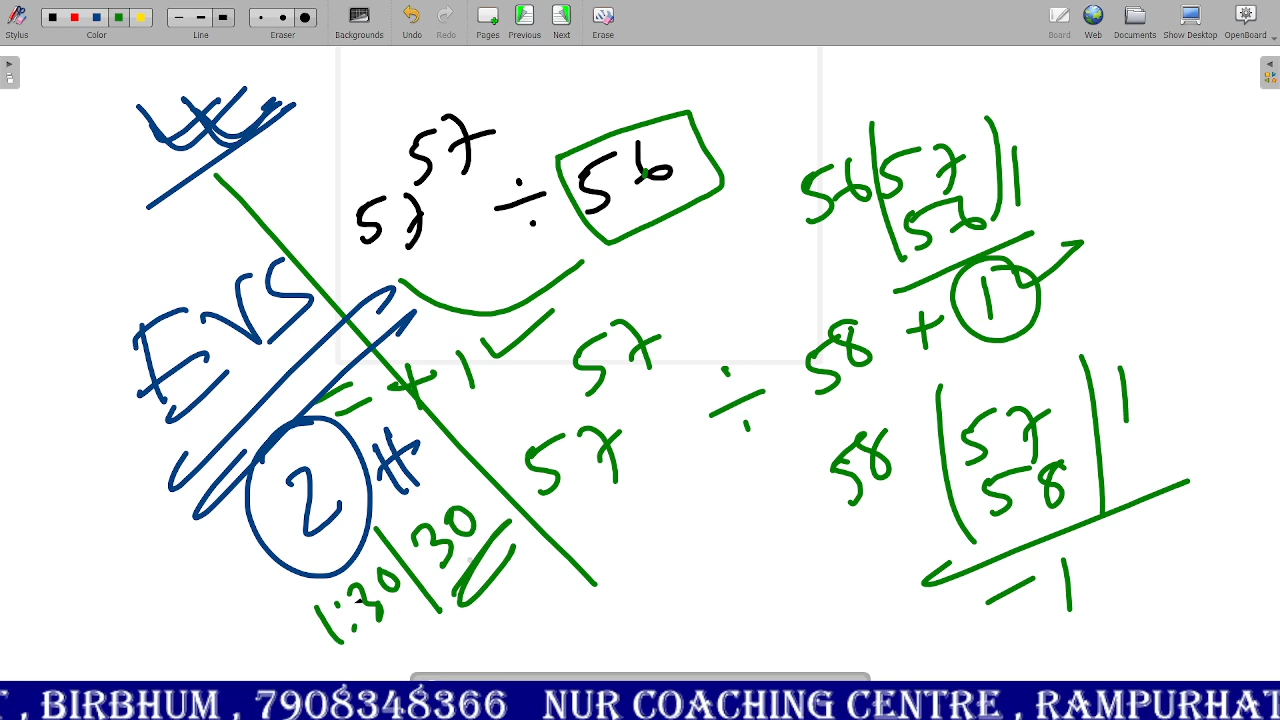 Stylus Color Line Eraser Backgrounds Undo Redo Pages Previous Next Erase Board Web Documents Show Desktop OpenBoard
57
57 ÷ 56
56 | 57 | 1
56
+ 1
EVS
= + 1
57
57 ÷ 58
58 | 57 | 1
58
- 1
2 H
1:30 | 30
T , BIRBHUM , 7908348366 NUR COACHING CENTRE , RAMPURHAT